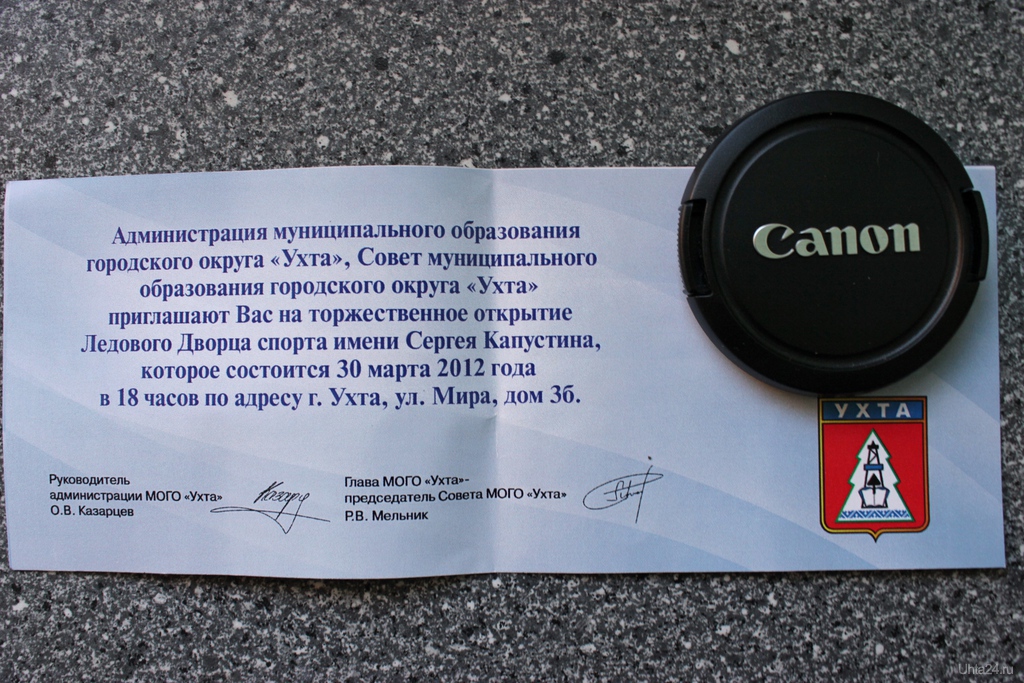 Администрация муниципального образования
городского округа «Ухта», Совет муниципального
образования городского округа «Ухта»
приглашают Вас на торжественное открытие
Ледового Дворца спорта имени Сергея Капустина,
которое состоится 30 марта 2012 года
в 18 часов по адресу г. Ухта, ул. Мира, дом 3б.
Руководитель
администрации МОГО «Ухта»
О.В. Казарцев
Глава МОГО «Ухта»-
председатель Совета МОГО «Ухта»
Р.В. Мельник
Canon
УХТА
Uhta24.ru